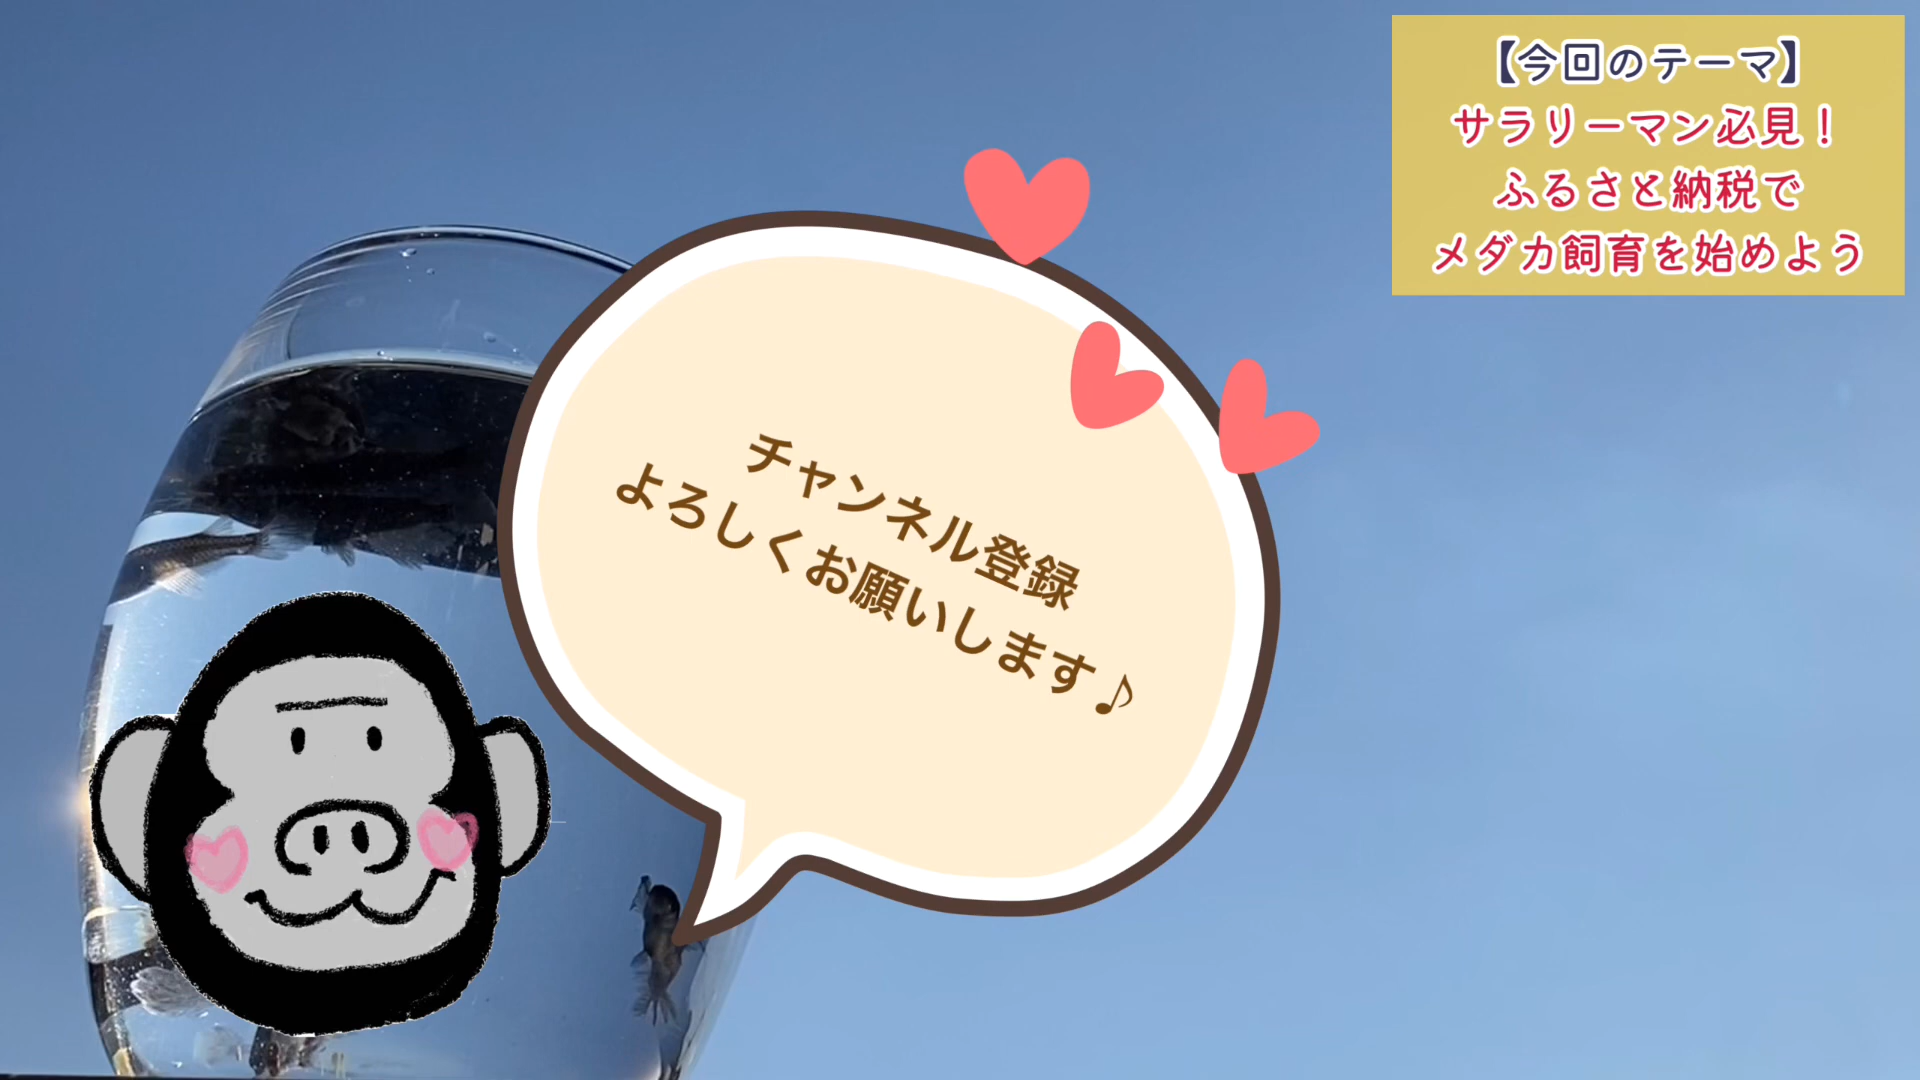 【今回のテーマ】
サラリーマン必見！
ふるさと納税で
メダカ飼育を始めよう
チャンネル登録
よろしくお願いします♪